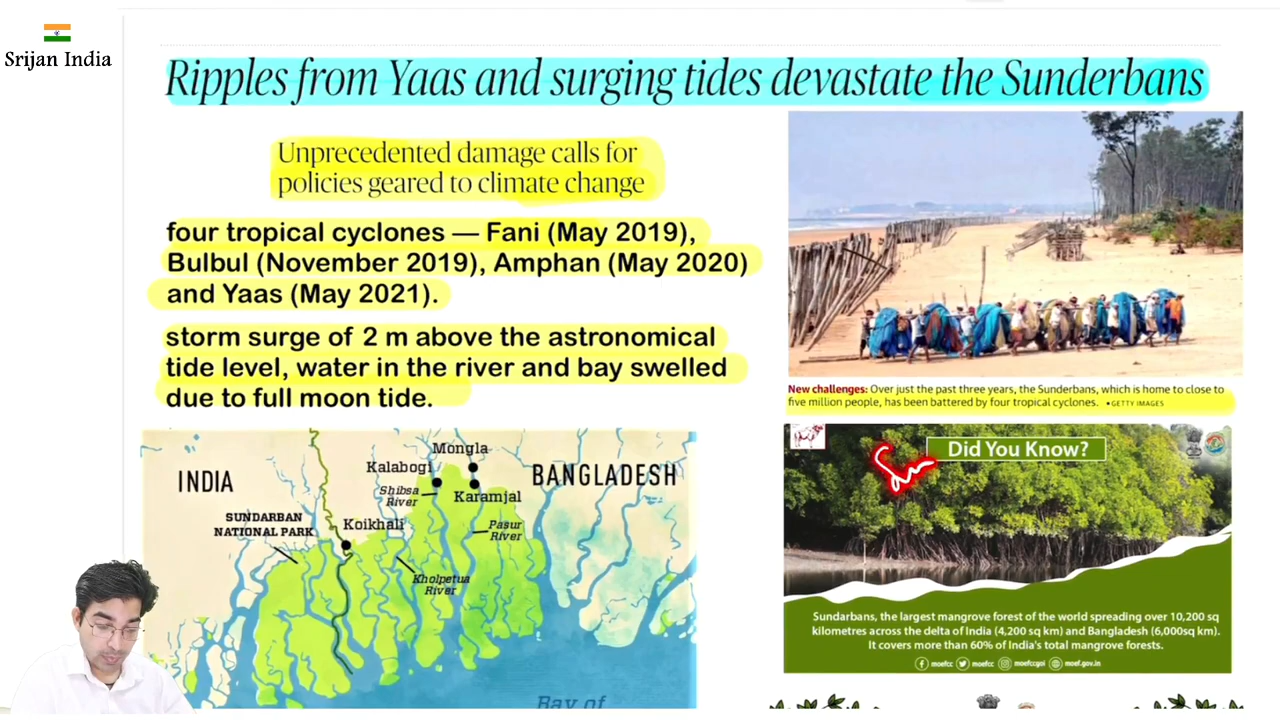 Srijan India
Ripples from Yaas and surging tides devastate the Sunderbans
Unprecedented damage calls for
policies geared to climate change
four tropical cyclones — Fani (May 2019),
Bulbul (November 2019), Amphan (May 2020)
and Yaas (May 2021).
storm surge of 2 m above the astronomical
tide level, water in the river and bay swelled
due to full moon tide.
New challenges: Over just the past three years, the Sunderbans, which is home to close to
five million people, has been battered by four tropical cyclones. •GETTY IMAGES
INDIA
BANGLADESH
Mongla
Kalabogi
Shibsa
River
Karamjal
SUNDARBAN
NATIONAL PARK
Koikhali
Pasur
River
Kholpetua
River
Bay of
Did You Know?
Sundarbans, the largest mangrove forest of the world spreading over 10,200 sq
kilometres across the delta of India (4,200 sq km) and Bangladesh (6,000sq km).
It covers more than 60% of India's total mangrove forests.
moefcc moefcc moefccgoi moef.gov.in